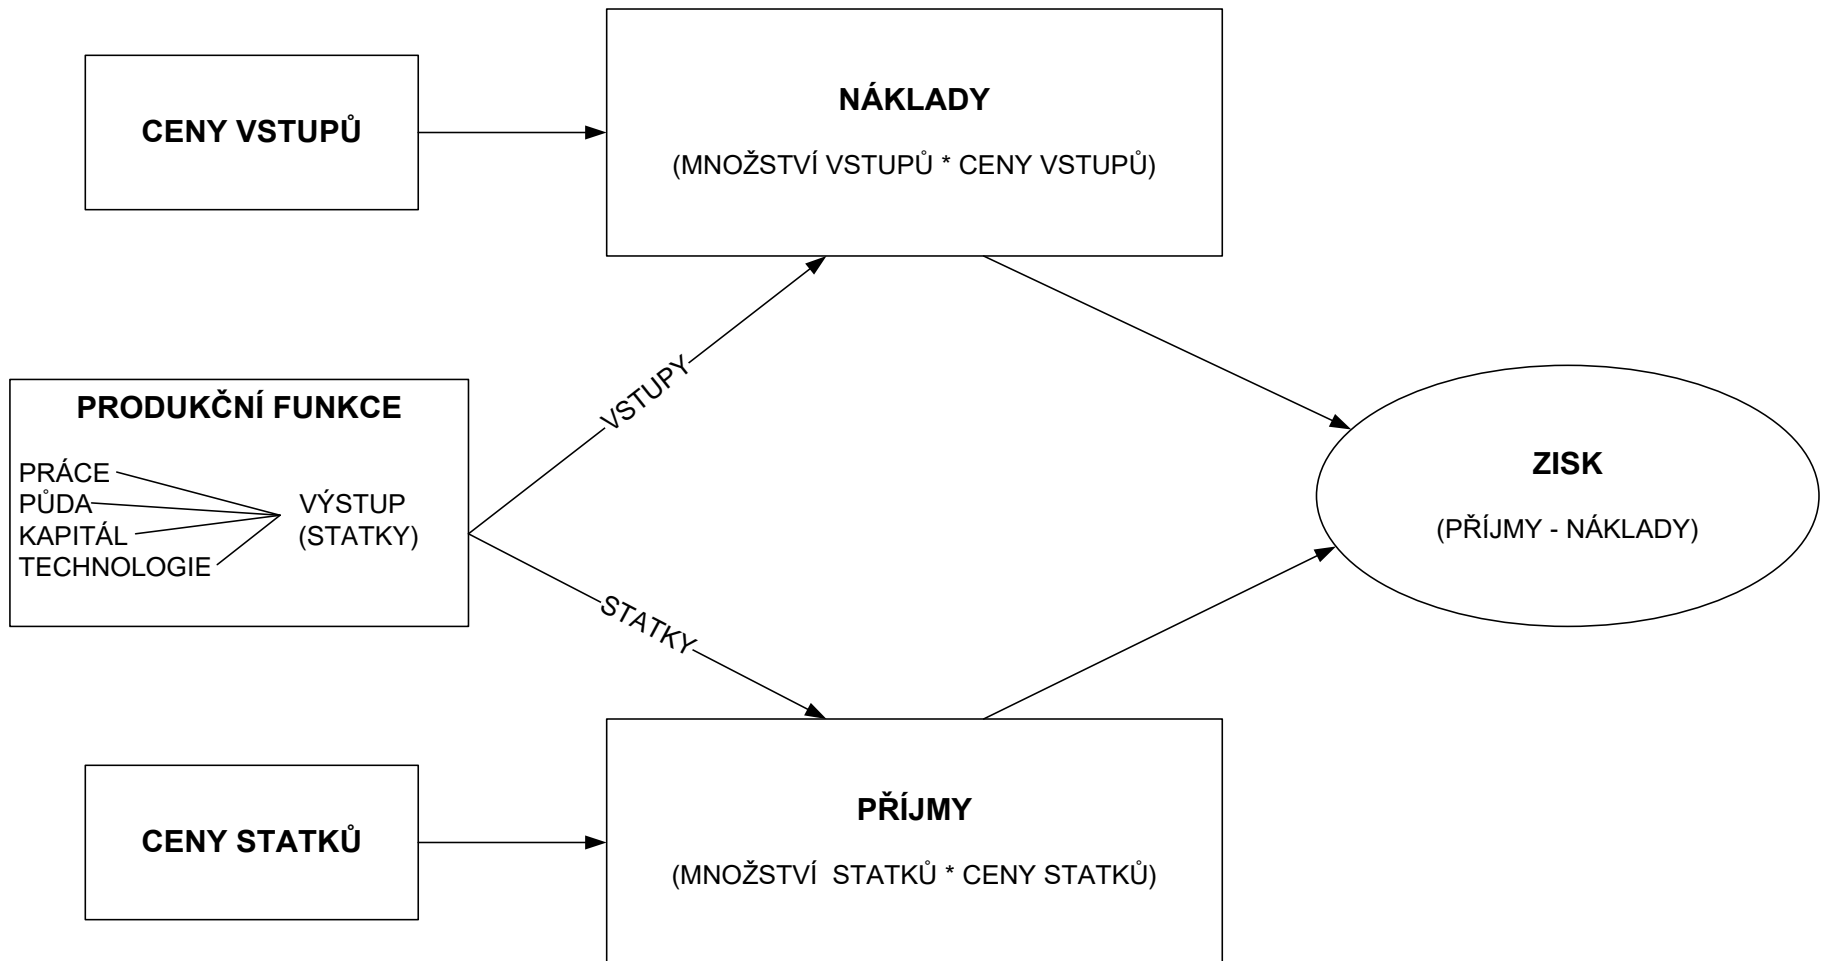 CENY VSTUPŮ
NÁKLADY
(MNOŽSTVÍ VSTUPŮ * CENY VSTUPŮ)
VSTUPY
PRODUKČNÍ FUNKCE
PRÁCE
PŮDA
KAPITÁL
TECHNOLOGIE
VÝSTUP
(STATKY)
ZISK
(PŘÍJMY - NÁKLADY)
STATKY
CENY STATKŮ
PŘÍJMY
(MNOŽSTVÍ  STATKŮ * CENY STATKŮ)